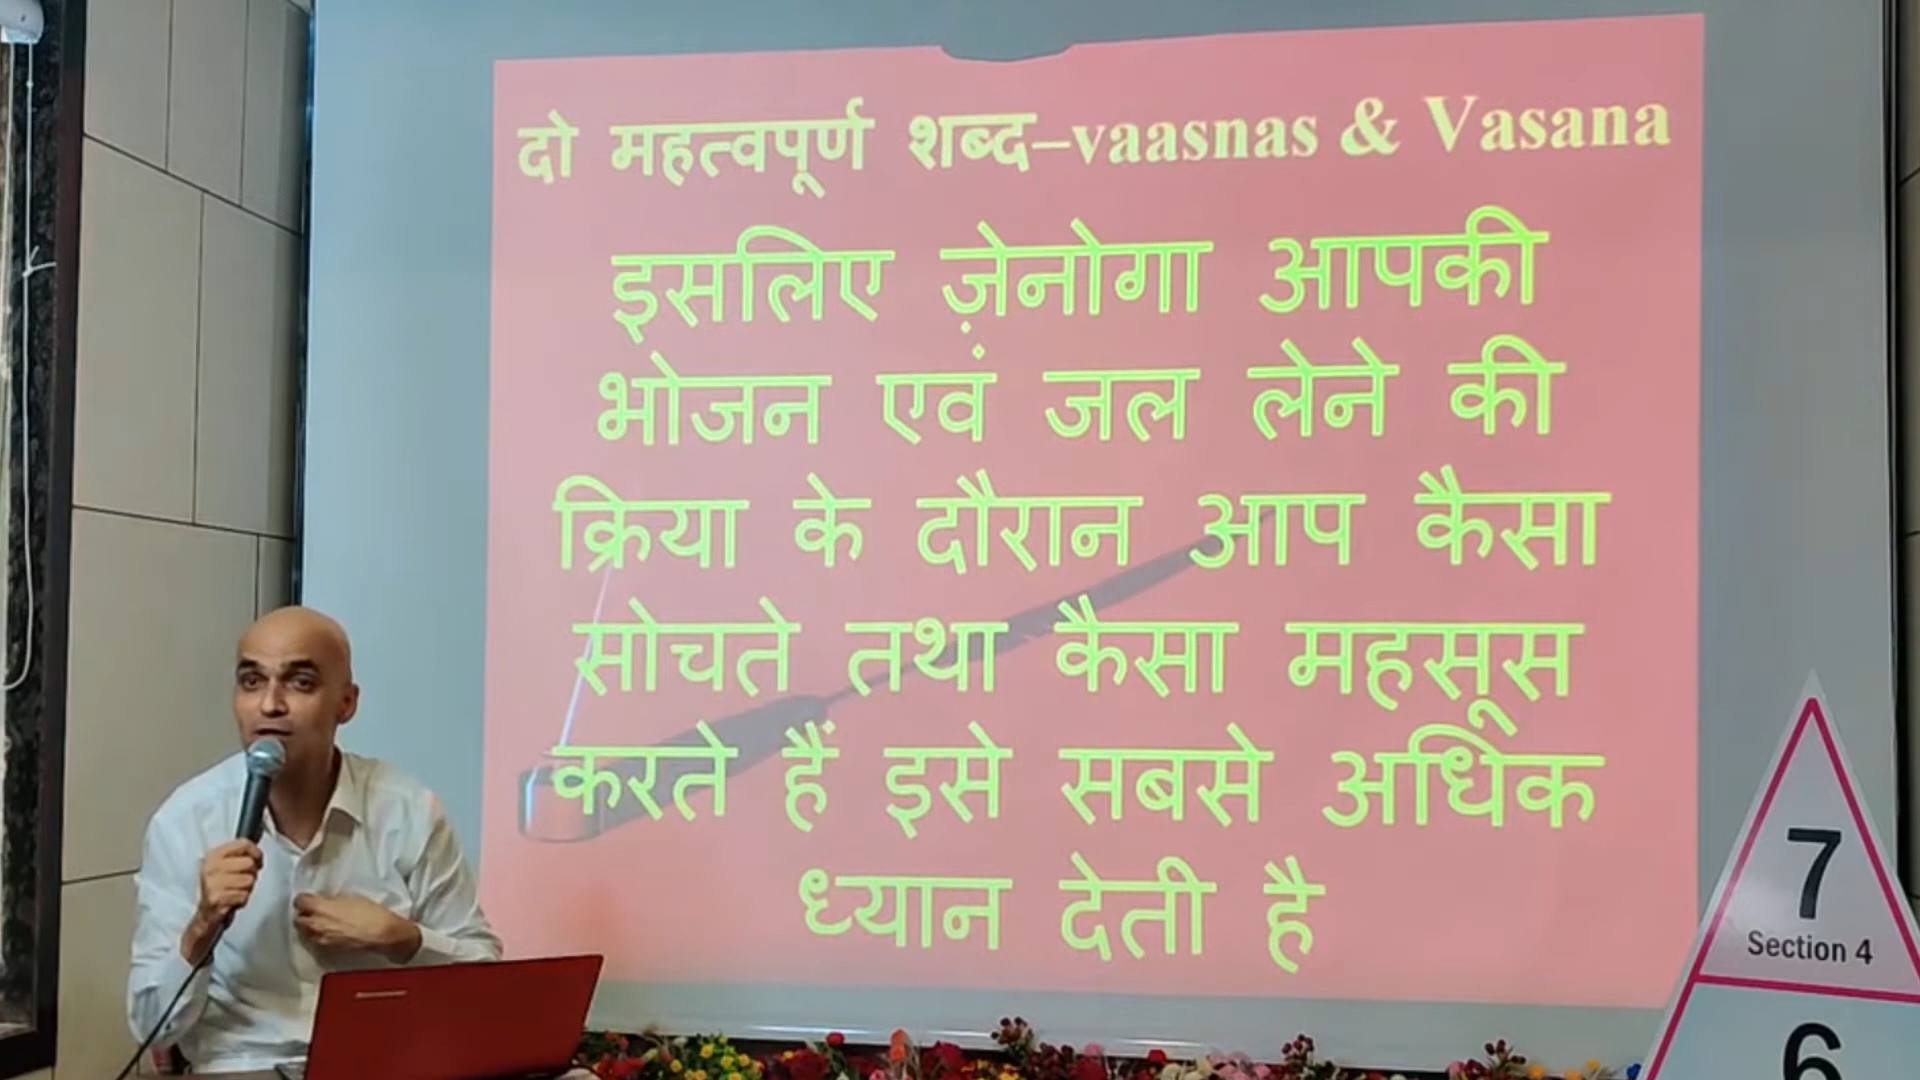 दो महत्वपूर्ण शब्द–vaasnas & Vasana
इसलिए ज़ेनोगा आपकी
भोजन एवं जल लेने की
क्रिया के दौरान आप कैसा
सोचते तथा कैसा महसूस
करते हैं इसे सबसे अधिक
ध्यान देती है
7
Section 4
6